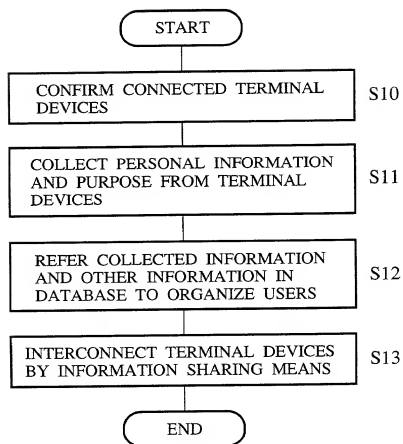 START
CONFIRM CONNECTED TERMINAL
DEVICES
S10
COLLECT PERSONAL INFORMATION
AND PURPOSE FROM TERMINAL
DEVICES
S11
REFER COLLECTED INFORMATION
AND OTHER INFORMATION IN
DATABASE TO ORGANIZE USERS
S12
INTERCONNECT TERMINAL DEVICES
BY INFORMATION SHARING MEANS
S13
END